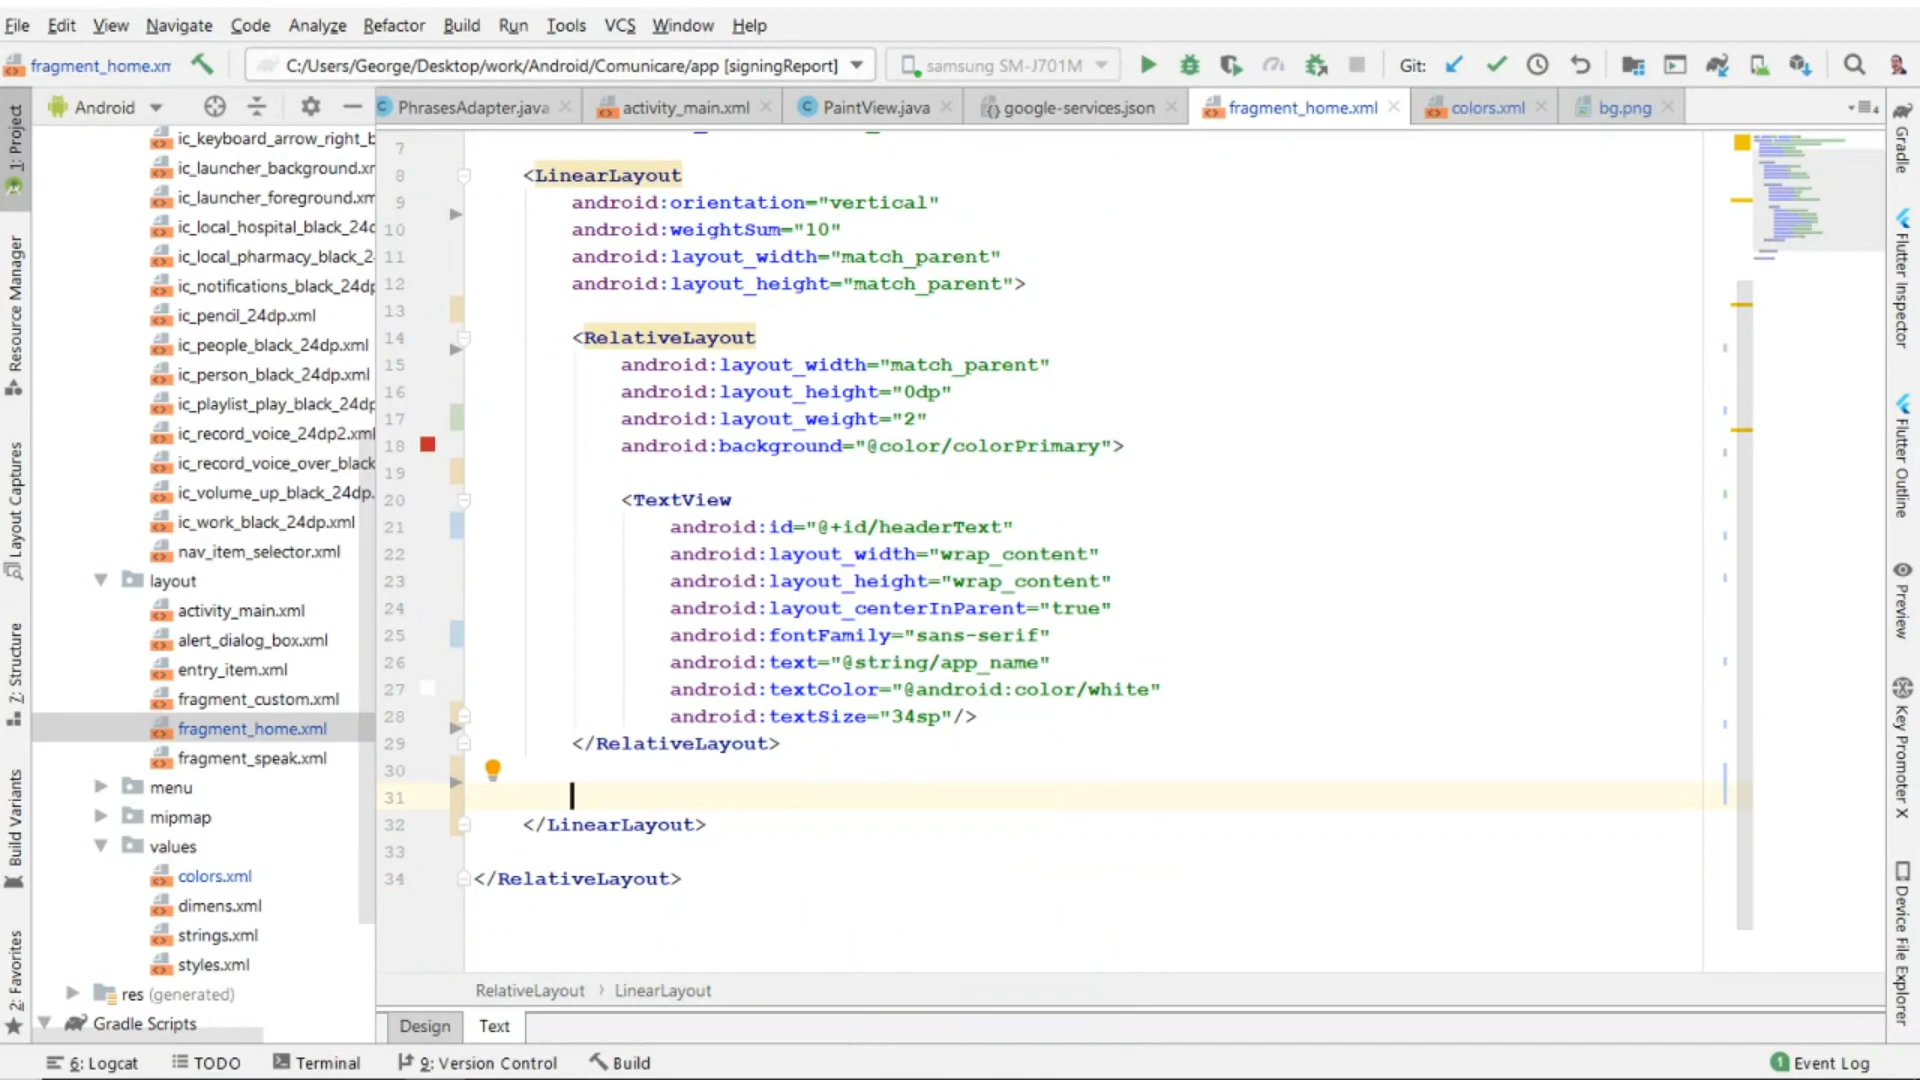 File Edit View Navigate Code Analyze Refactor Build Run Tools VCS Window Help
fragment_home.xm C:/Users/George/Desktop/work/Android/Comunicare/app [signingReport] samsung SM-J701M Git:
Android PhrasesAdapter.java activity_main.xml PaintView.java google-services.json fragment_home.xml colors.xml bg.png
1: Project
Resource Manager
Layout Captures
Z: Structure
Build Variants
2: Favorites
ic_keyboard_arrow_right_b
ic_launcher_background.xr
ic_launcher_foreground.xm
ic_local_hospital_black_24c
ic_local_pharmacy_black_2
ic_notifications_black_24dp
ic_pencil_24dp.xml
ic_people_black_24dp.xml
ic_person_black_24dp.xml
ic_playlist_play_black_24dp
ic_record_voice_24dp2.xml
ic_record_voice_over_black
ic_volume_up_black_24dp.
ic_work_black_24dp.xml
nav_item_selector.xml
layout
activity_main.xml
alert_dialog_box.xml
entry_item.xml
fragment_custom.xml
fragment_home.xml
fragment_speak.xml
menu
mipmap
values
colors.xml
dimens.xml
strings.xml
styles.xml
res (generated)
Gradle Scripts
7
8 <LinearLayout
9 android:orientation="vertical"
10 android:weightSum="10"
11 android:layout_width="match_parent"
12 android:layout_height="match_parent">
13
14 <RelativeLayout
15 android:layout_width="match_parent"
16 android:layout_height="0dp"
17 android:layout_weight="2"
18 android:background="@color/colorPrimary">
19
20 <TextView
21 android:id="@+id/headerText"
22 android:layout_width="wrap_content"
23 android:layout_height="wrap_content"
24 android:layout_centerInParent="true"
25 android:fontFamily="sans-serif"
26 android:text="@string/app_name"
27 android:textColor="@android:color/white"
28 android:textSize="34sp"/>
29 </RelativeLayout>
30
31
32 </LinearLayout>
33
34 </RelativeLayout>
RelativeLayout › LinearLayout
Design Text
Gradle
Flutter Inspector
Flutter Outline
Preview
Key Promoter X
Device File Explorer
6: Logcat TODO Terminal 9: Version Control Build 1 Event Log